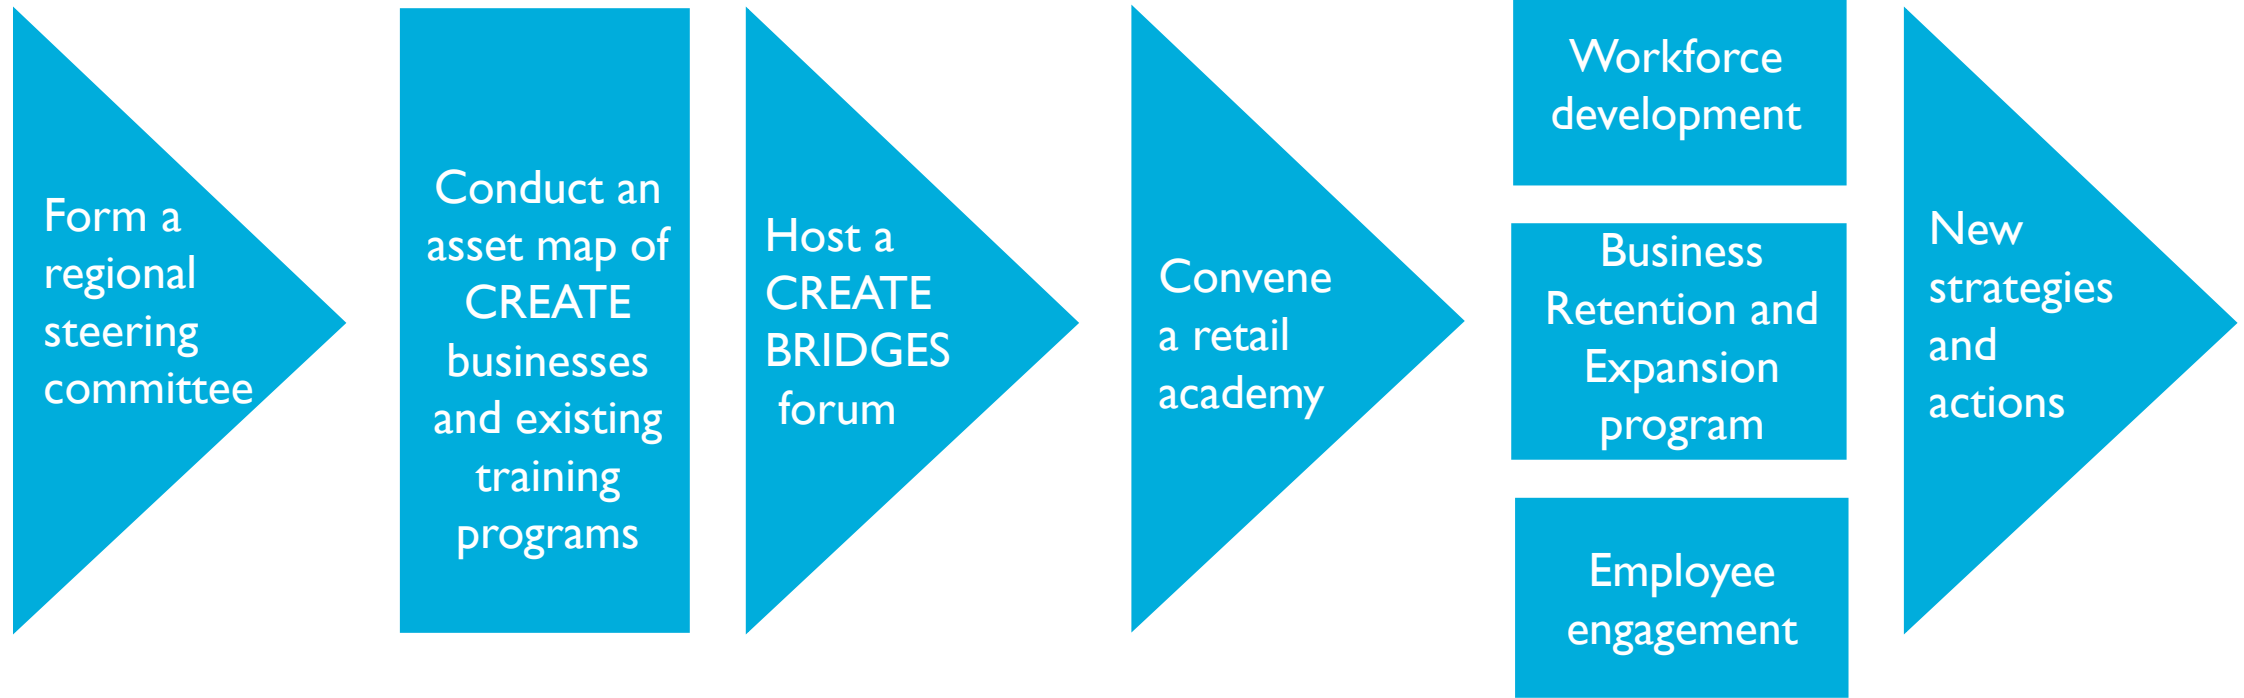 Form a
regional
steering
committee
Conduct an
asset map of
CREATE
businesses
and existing
training
programs
Host a
CREATE
BRIDGES
forum
Convene
a retail
academy
Workforce
development
Business
Retention and
Expansion
program
Employee
engagement
New
strategies
and
actions